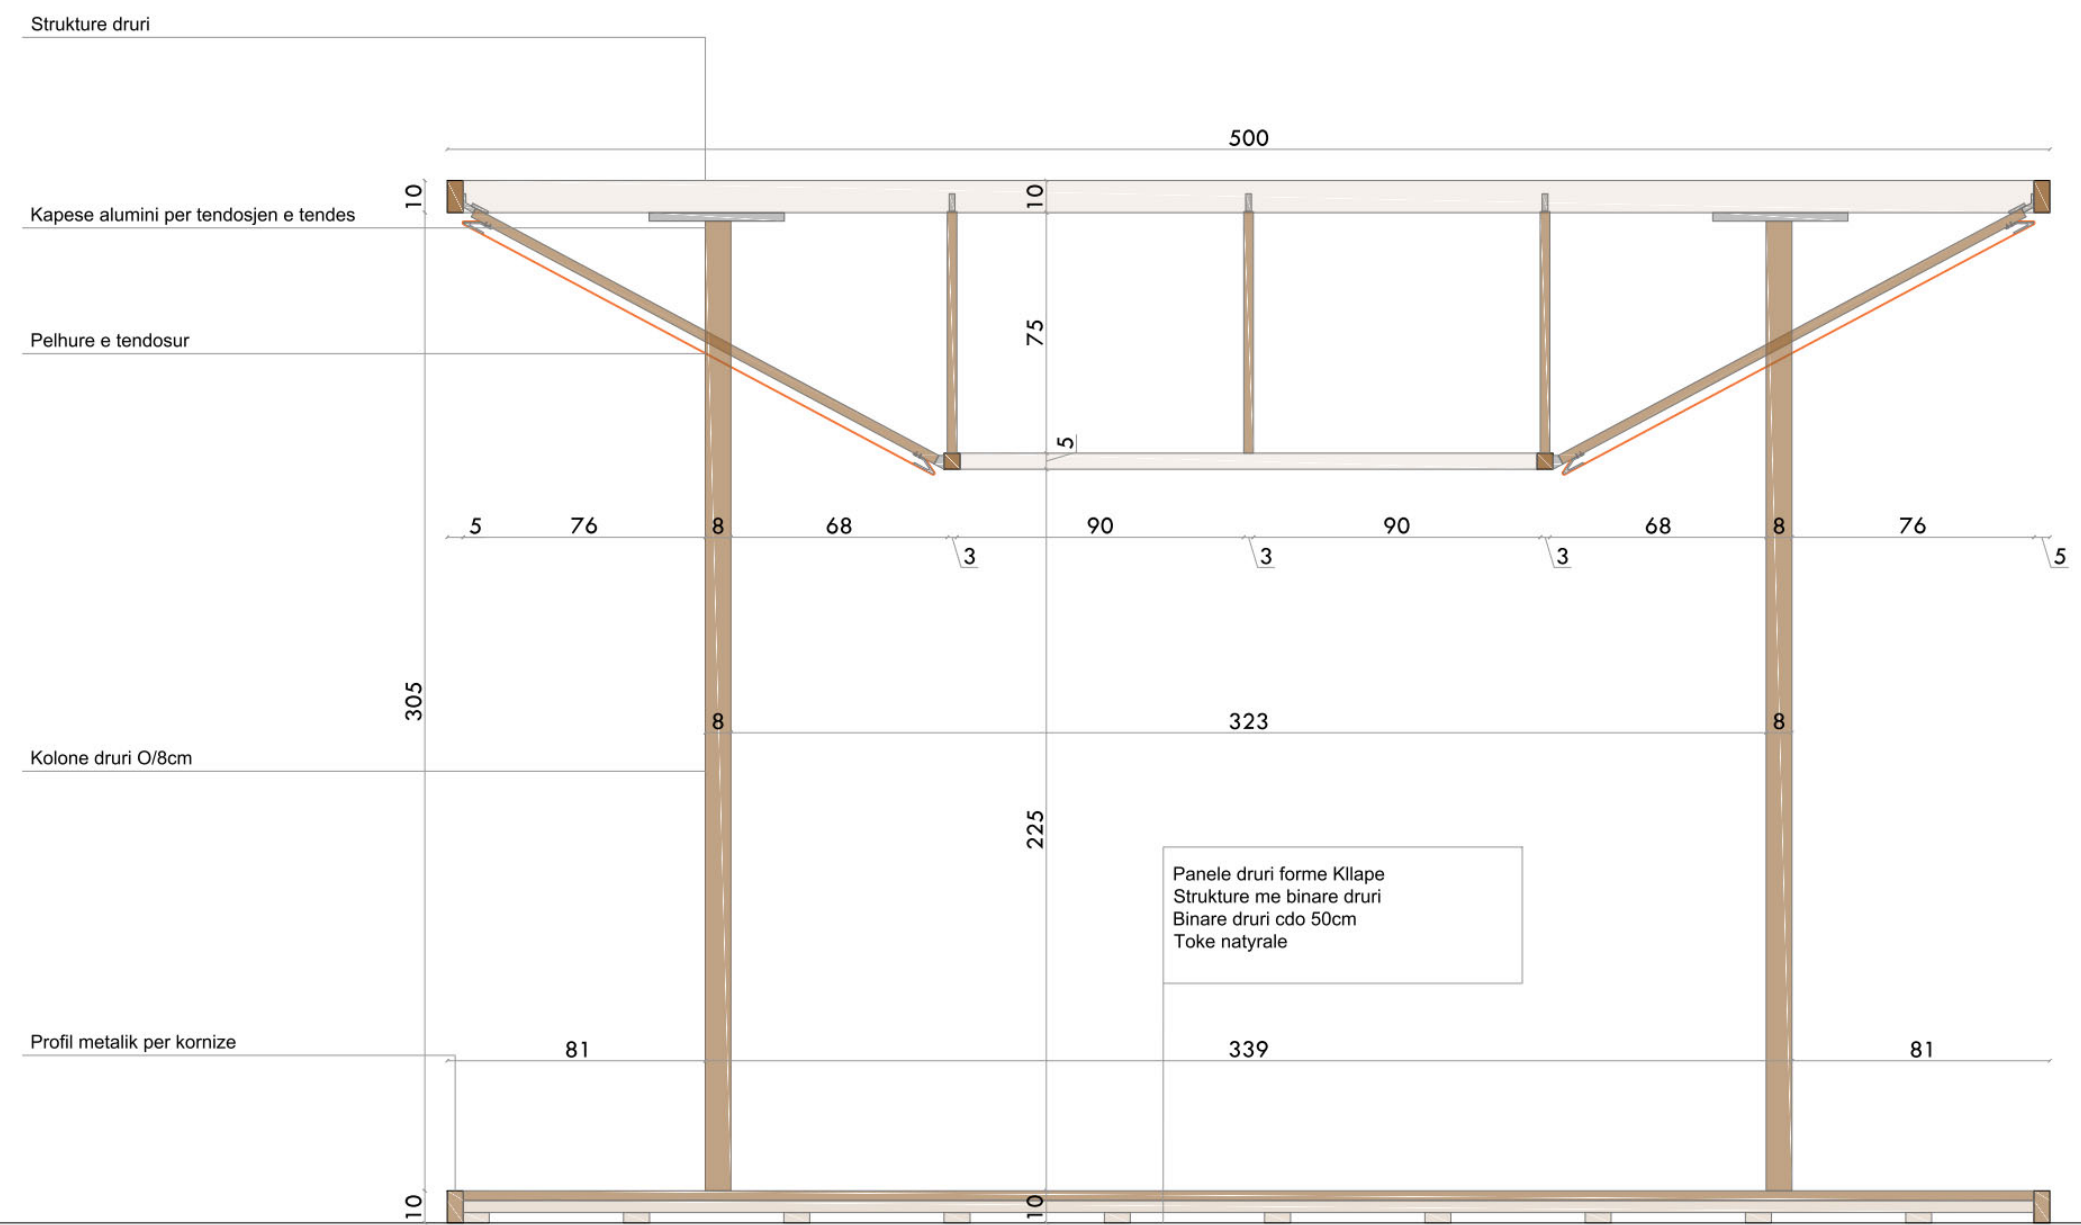 Strukture druri
500
10
10
Kapese alumini per tendosjen e tendes
75
Pelhure e tendosur
5
5 76 8 68 90 90 68 8 76
3 3 3 5
305
8 323 8
Kolone druri O/8cm
225
Panele druri forme Kllape
Strukture me binare druri
Binare druri cdo 50cm
Toke natyrale
Profil metalik per kornize
81 339 81
10
10